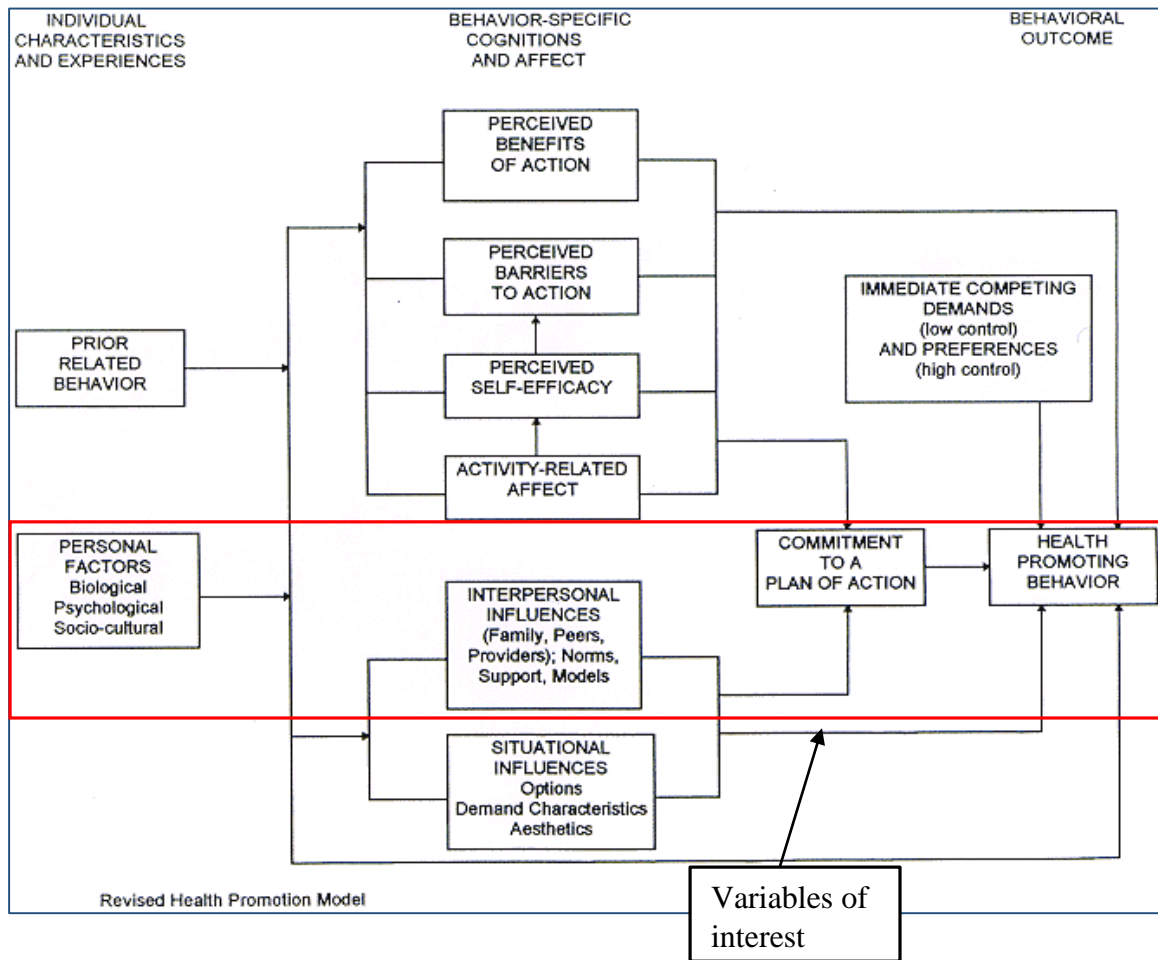 INDIVIDUAL
CHARACTERISTICS
AND EXPERIENCES
BEHAVIOR-SPECIFIC
COGNITIONS
AND AFFECT
BEHAVIORAL
OUTCOME
PERCEIVED
BENEFITS
OF ACTION
PERCEIVED
BARRIERS
TO ACTION
PERCEIVED
SELF-EFFICACY
ACTIVITY-RELATED
AFFECT
IMMEDIATE COMPETING
DEMANDS
(low control)
AND PREFERENCES
(high control)
PRIOR
RELATED
BEHAVIOR
PERSONAL
FACTORS
Biological
Psychological
Socio-cultural
INTERPERSONAL
INFLUENCES
(Family, Peers,
Providers); Norms,
Support, Models
SITUATIONAL
INFLUENCES
Options
Demand Characteristics
Aesthetics
COMMITMENT
TO A
PLAN OF ACTION
HEALTH
PROMOTING
BEHAVIOR
Revised Health Promotion Model
Variables of
interest